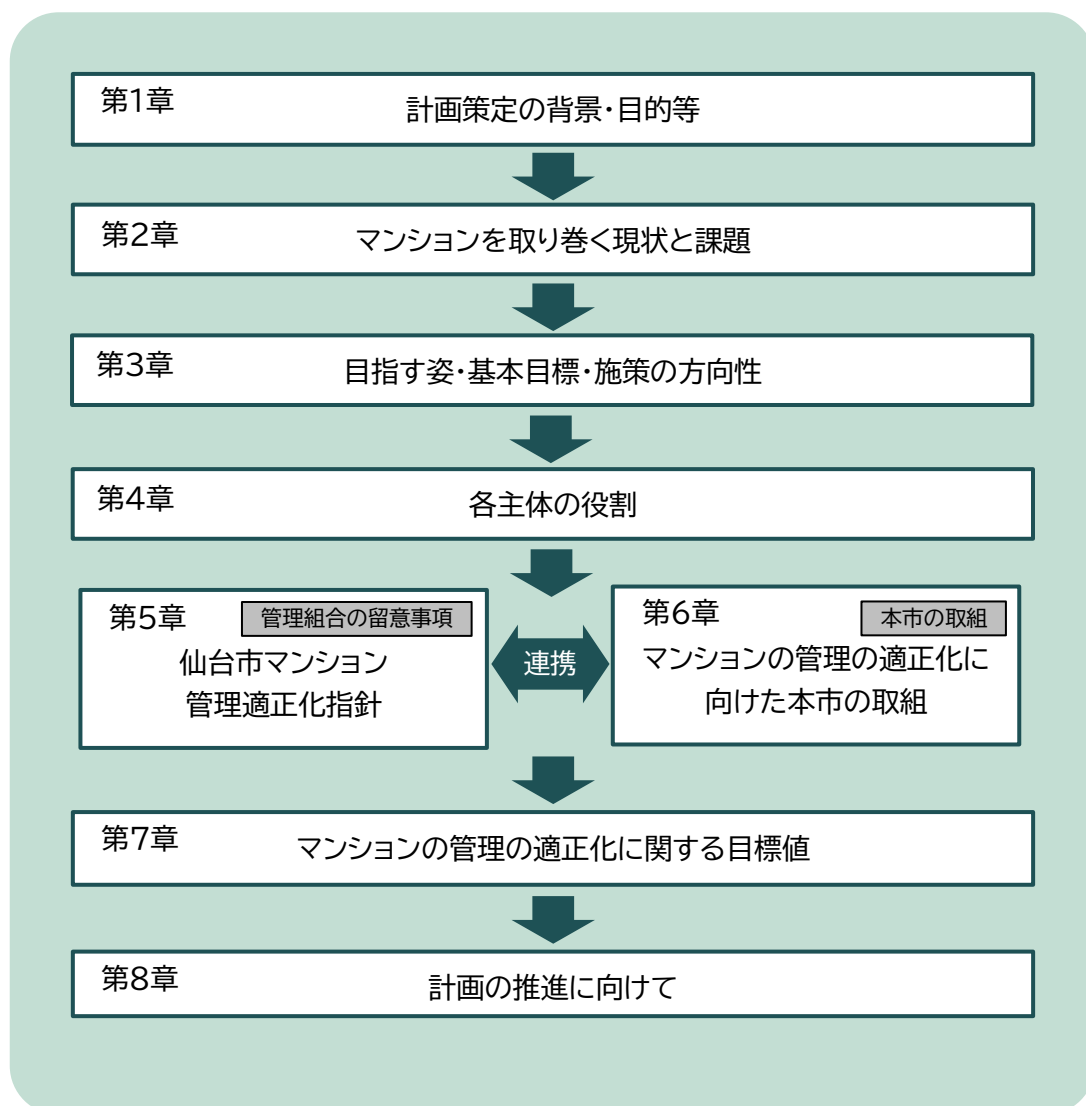 第1章
計画策定の背景・目的等
第2章
マンションを取り巻く現状と課題
第3章
目指す姿・基本目標・施策の方向性
第4章
各主体の役割
第5章
管理組合の留意事項
仙台市マンション
管理適正化指針
連携
第6章
本市の取組
マンションの管理の適正化に
向けた本市の取組
第7章
マンションの管理の適正化に関する目標値
第8章
計画の推進に向けて